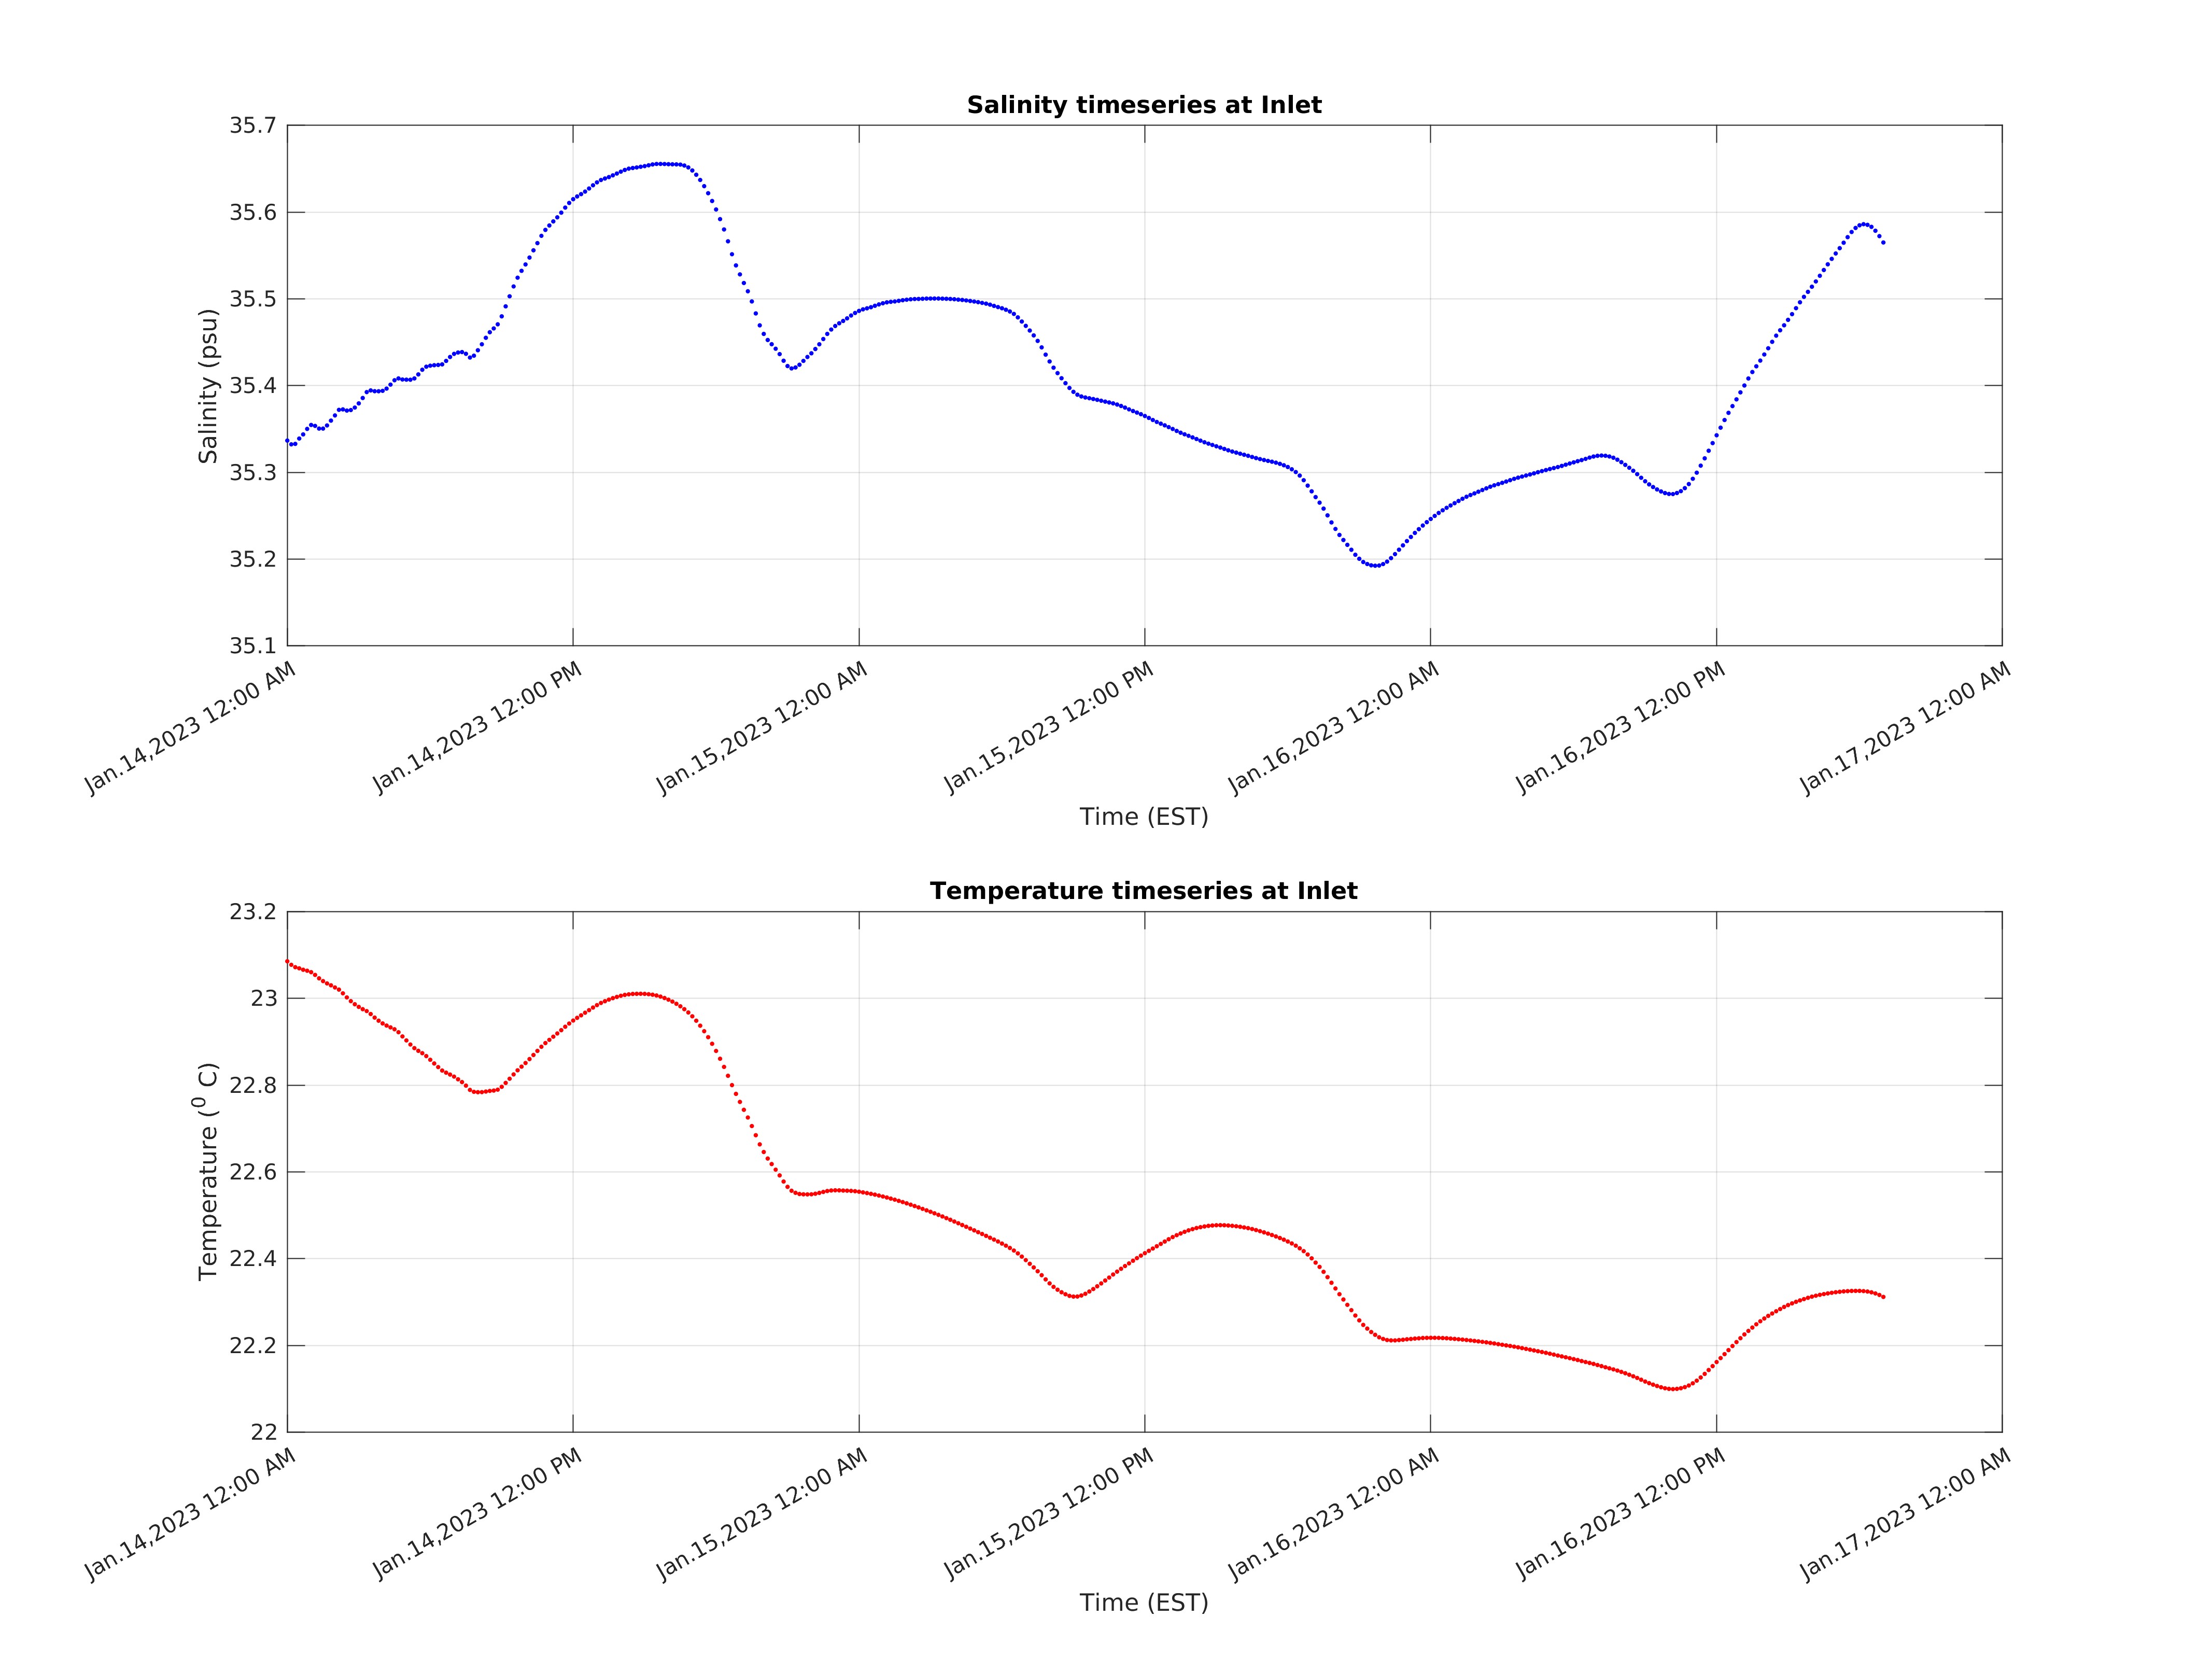 Salinity timeseries at Inlet
35.7
35.6
35.5
35.4
35.3
35.2
35.1
Salinity (psu)
Jan.14,2023 12:00 AM
Jan.14,2023 12:00 PM
Jan.15,2023 12:00 AM
Jan.15,2023 12:00 PM
Jan.16,2023 12:00 AM
Jan.16,2023 12:00 PM
Jan.17,2023 12:00 AM
Time (EST)
Temperature timeseries at Inlet
23.2
23
22.8
22.6
22.4
22.2
22
Temperature (⁰ C)
Jan.14,2023 12:00 AM
Jan.14,2023 12:00 PM
Jan.15,2023 12:00 AM
Jan.15,2023 12:00 PM
Jan.16,2023 12:00 AM
Jan.16,2023 12:00 PM
Jan.17,2023 12:00 AM
Time (EST)